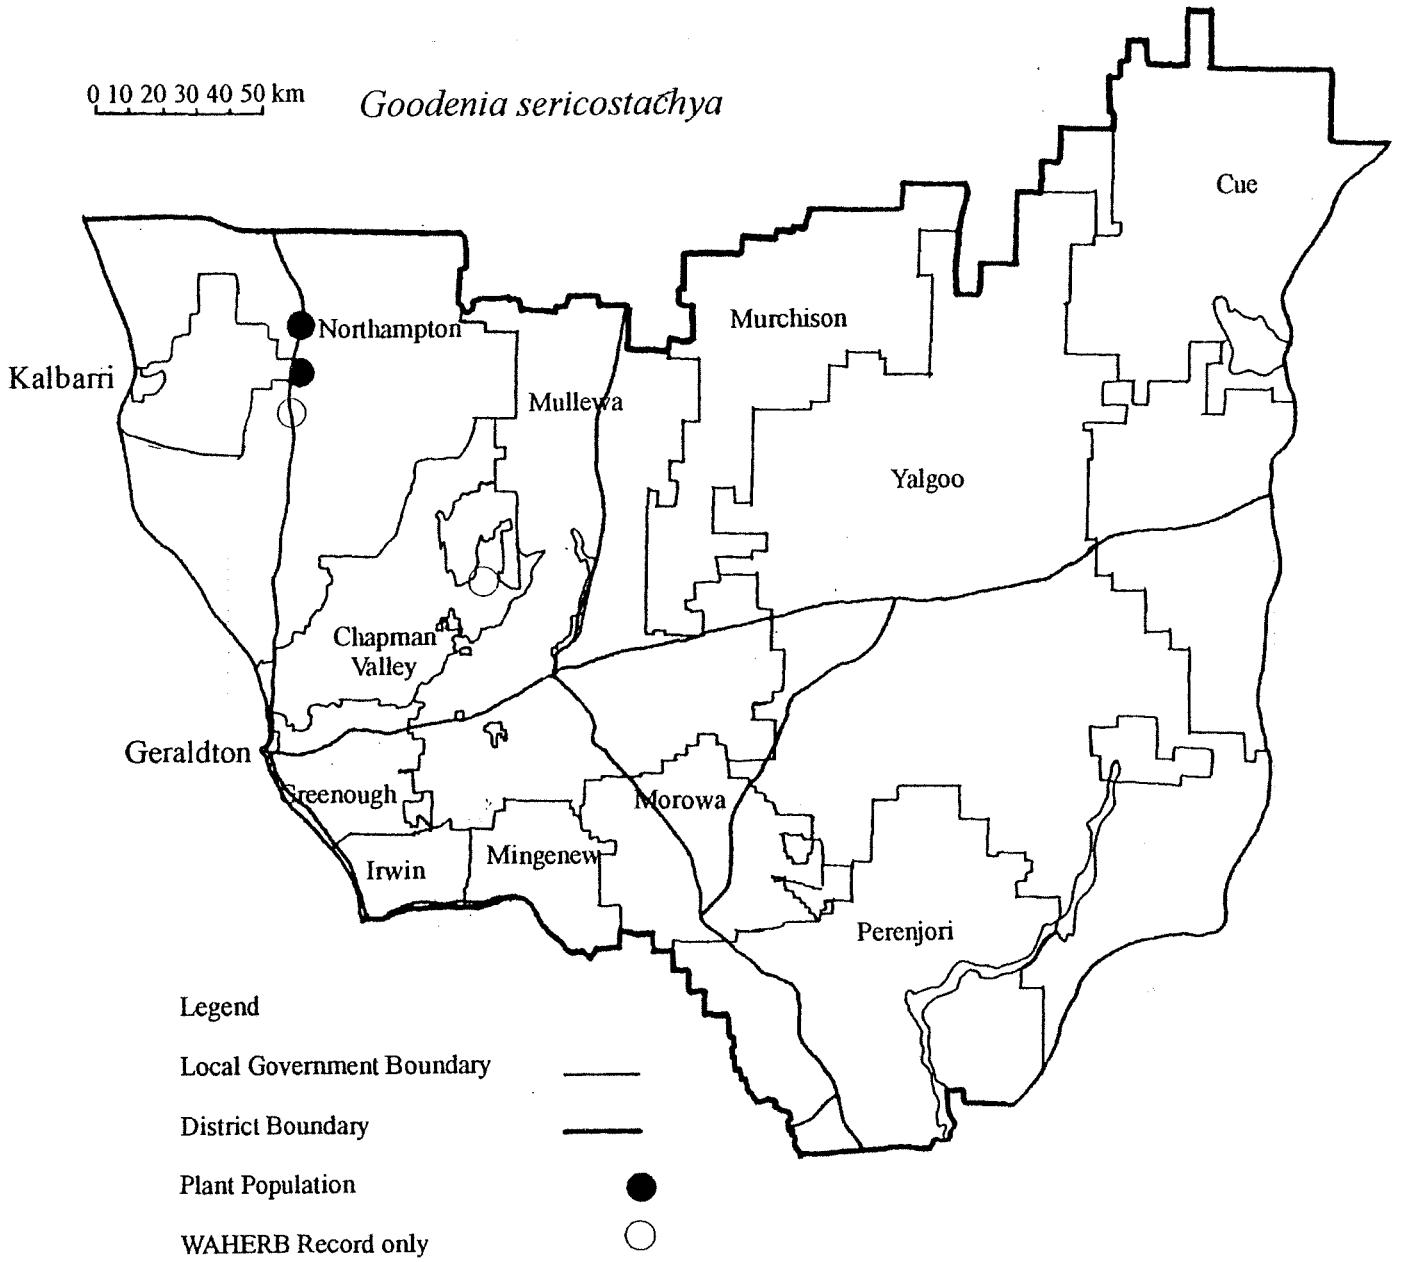 0 10 20 30 40 50 km
Goodenia sericostachya
Cue
Murchison
Northampton
Kalbarri
Mullewa
Yalgoo
Chapman
Valley
Geraldton
Greenough
Morowa
Irwin
Mingenew
Perenjori
Legend
Local Government Boundary
District Boundary
Plant Population
WAHERB Record only